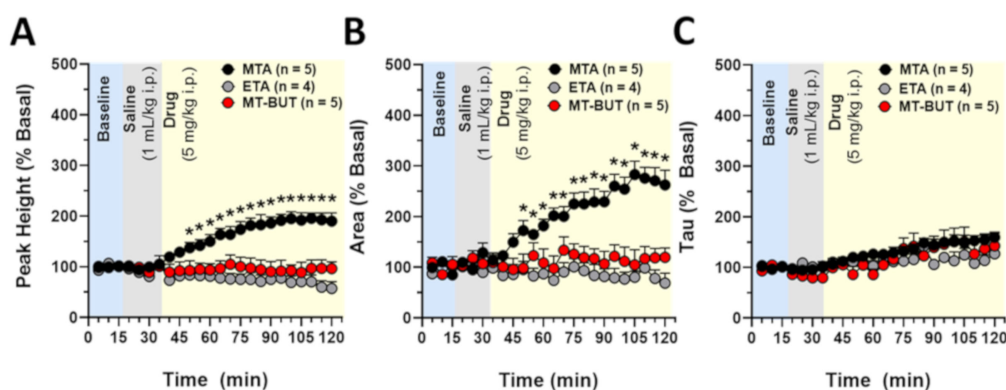 A
Peak Height (% Basal)
500
400
300
200
100
0
Baseline
Saline
(1 mL/kg i.p.)
Drug
(5 mg/kg i.p.)
MTA (n = 5)
ETA (n = 4)
MT-BUT (n = 5)
* * * * * * * * * * * * * * *
0 15 30 45 60 75 90 105 120
Time (min)
B
Area (% Basal)
500
400
300
200
100
0
Baseline
Saline
(1 mL/kg i.p.)
Drug
(5 mg/kg i.p.)
MTA (n = 5)
ETA (n = 4)
MT-BUT (n = 5)
* * * * * * * * * * * * * * *
0 15 30 45 60 75 90 105 120
Time (min)
C
Tau (% Basal)
500
400
300
200
100
0
Baseline
Saline
(1 mL/kg i.p.)
Drug
(5 mg/kg i.p.)
MTA (n = 5)
ETA (n = 4)
MT-BUT (n = 5)
0 15 30 45 60 75 90 105 120
Time (min)